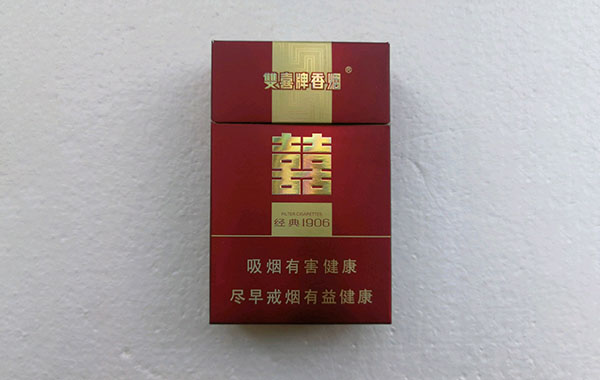 雙喜牌香烟®
囍
FILTER CIGARETTES
经典1906
吸烟有害健康
尽早戒烟有益健康